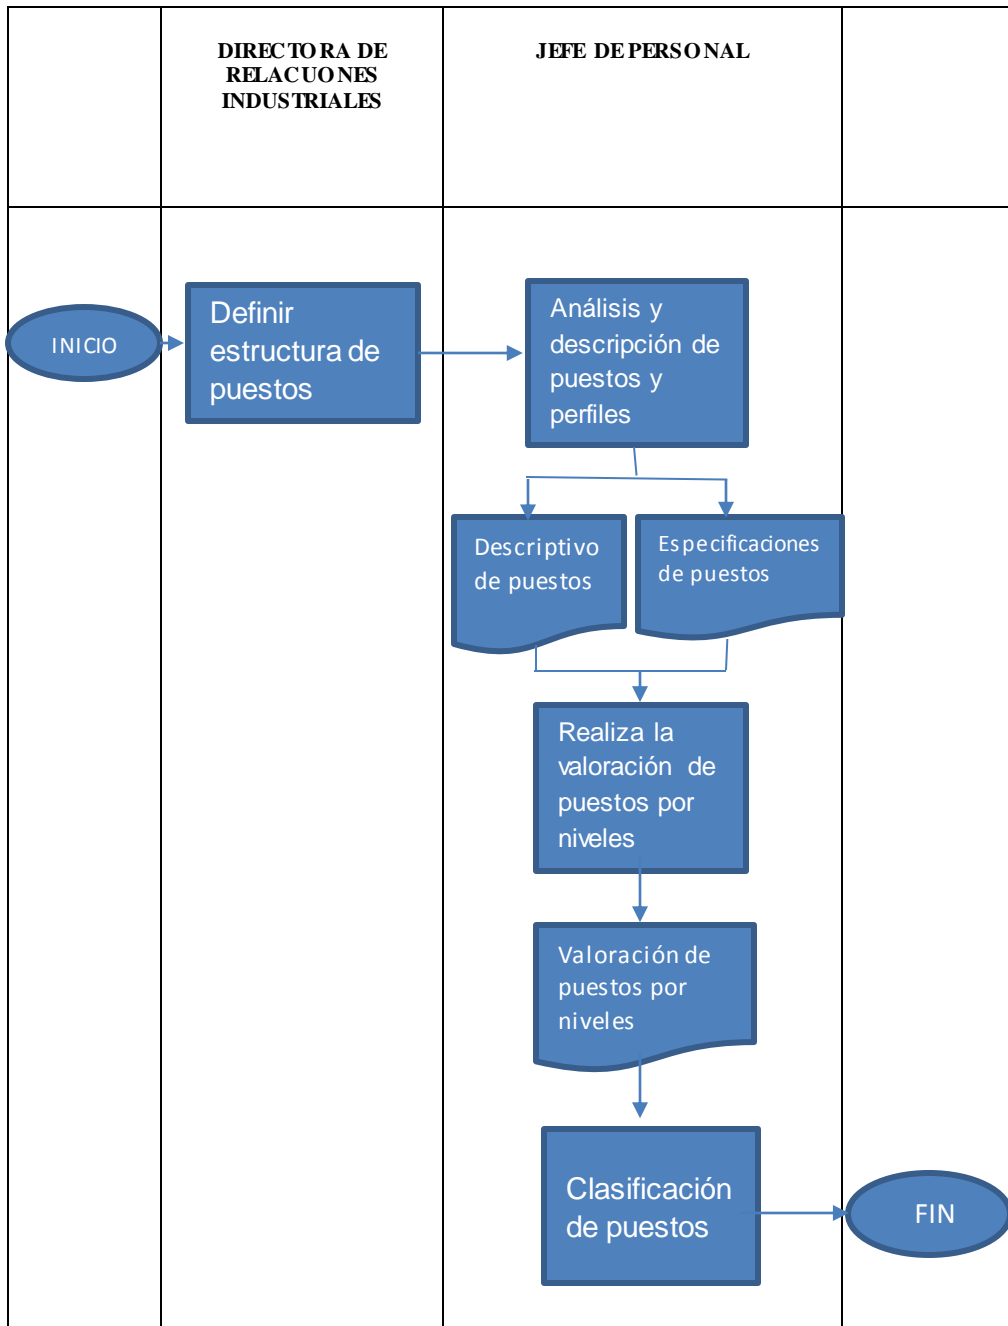 DIRECTORA DE
RELACUONES
INDUSTRIALES
JEFE DE PERSONAL
INICIO
Definir
estructura de
puestos
Análisis y
descripción de
puestos y
perfiles
Descriptivo
de puestos
Especificaciones
de puestos
Realiza la
valoración de
puestos por
niveles
Valoración de
puestos por
niveles
Clasificación
de puestos
FIN